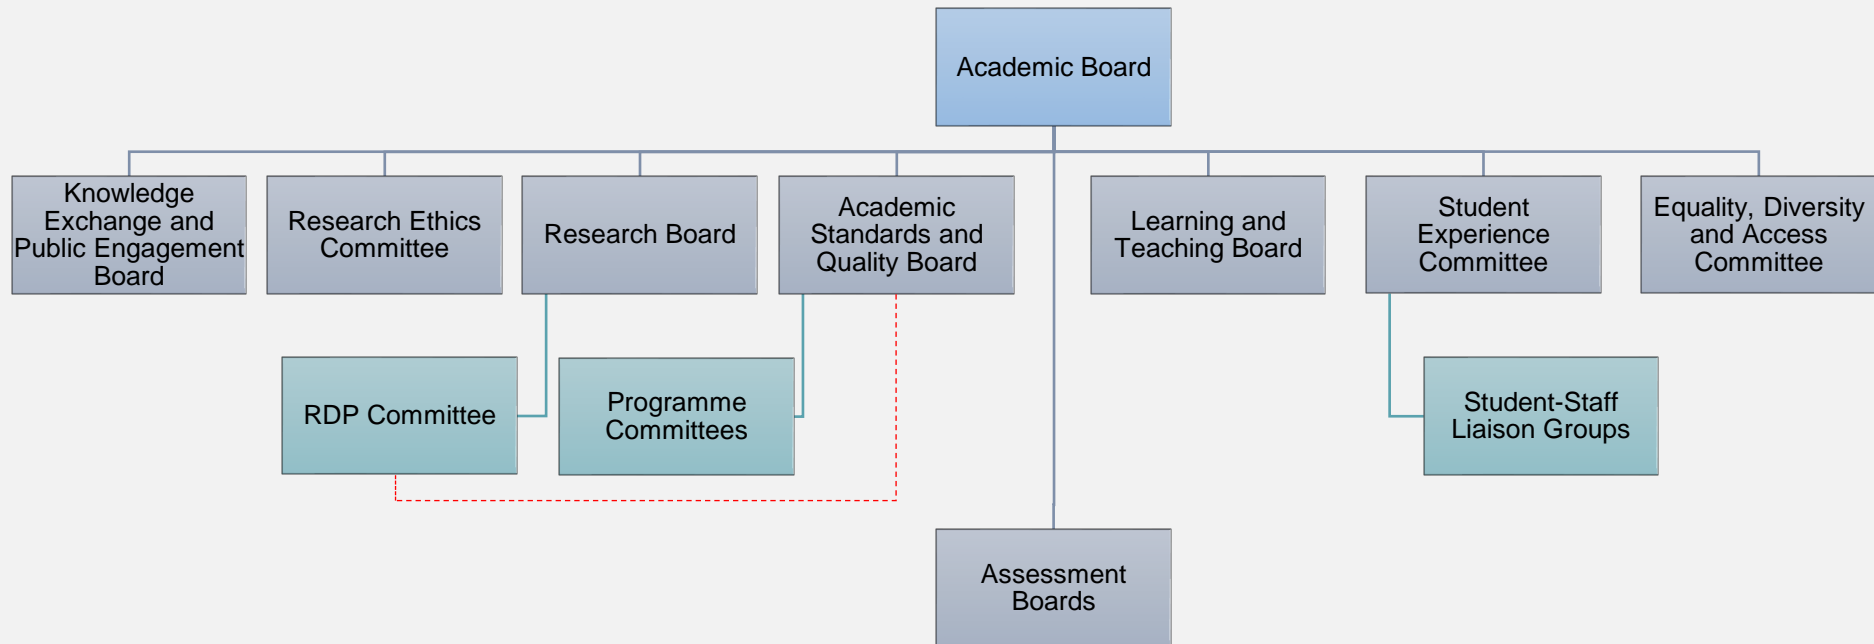 Academic Board
Knowledge
Exchange and
Public Engagement
Board
Research Ethics
Committee
Research Board
Academic
Standards and
Quality Board
Learning and
Teaching Board
Student
Experience
Committee
Equality, Diversity
and Access
Committee
RDP Committee
Programme
Committees
Student-Staff
Liaison Groups
Assessment
Boards